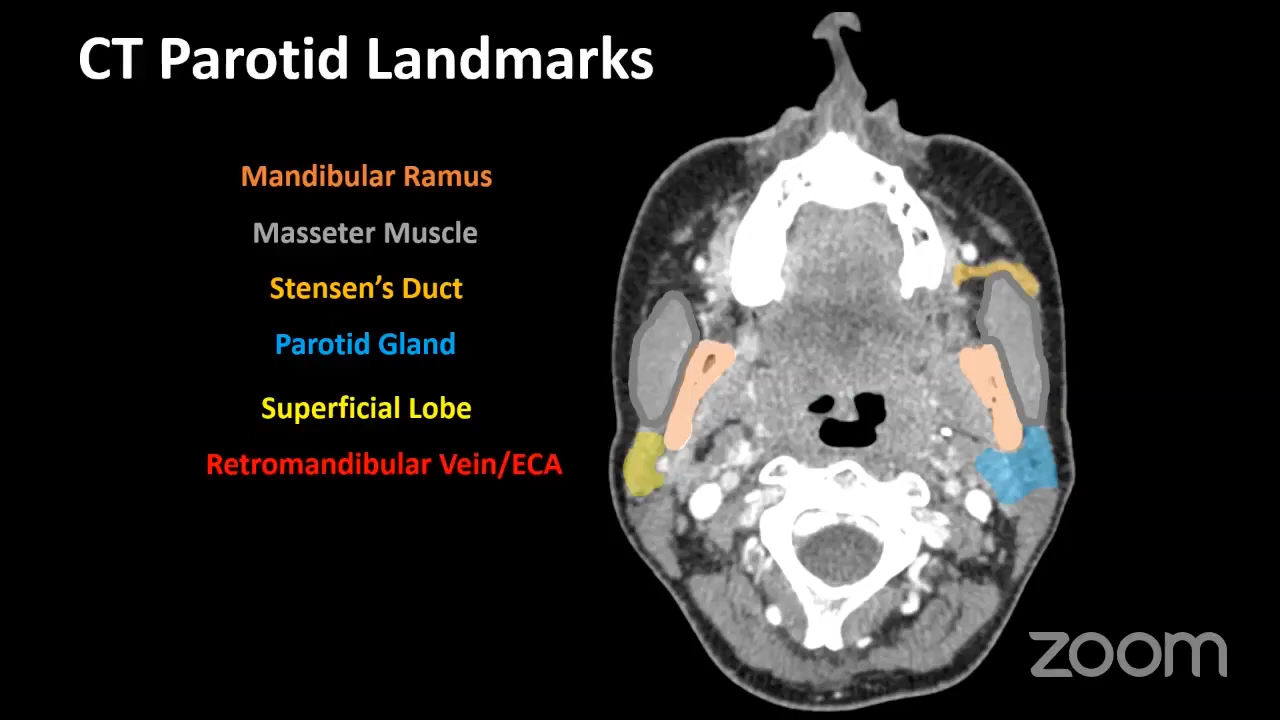 CT Parotid Landmarks
Mandibular Ramus
Masseter Muscle
Stensen's Duct
Parotid Gland
Superficial Lobe
Retromandibular Vein/ECA
zoom